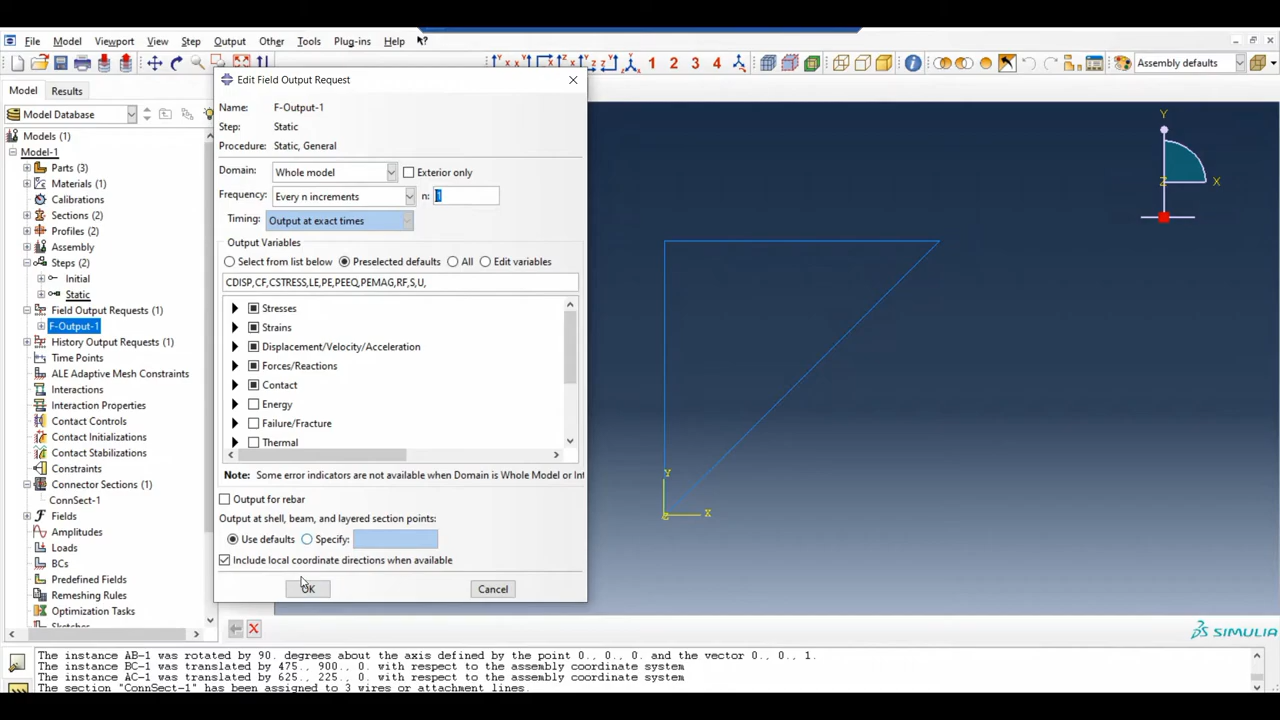 File Model Viewport View Step Output Other Tools Plug-ins Help
1 2 3 4 Assembly defaults
Edit Field Output Request
Model Results
Model Database
Models (1)
Model-1
Parts (3)
Materials (1)
Calibrations
Sections (2)
Profiles (2)
Assembly
Steps (2)
Initial
Static
Field Output Requests (1)
F-Output-1
History Output Requests (1)
Time Points
ALE Adaptive Mesh Constraints
Interactions
Interaction Properties
Contact Controls
Contact Initializations
Contact Stabilizations
Constraints
Connector Sections (1)
ConnSect-1
Fields
Amplitudes
Loads
BCs
Predefined Fields
Remeshing Rules
Optimization Tasks
Sketches
Name: F-Output-1
Step: Static
Procedure: Static, General
Domain: Whole model Exterior only
Frequency: Every n increments n: 1
Timing: Output at exact times
Output Variables
Select from list below Preselected defaults All Edit variables
CDISP,CF,CSTRESS,LE,PE,PEEQ,PEMAG,RF,S,U,
Stresses
Strains
Displacement/Velocity/Acceleration
Forces/Reactions
Contact
Energy
Failure/Fracture
Thermal
Note: Some error indicators are not available when Domain is Whole Model or Int
Output for rebar
Output at shell, beam, and layered section points:
Use defaults Specify:
Include local coordinate directions when available
OK Cancel
Y
Z X
Y
Z X
SIMULIA
The instance AB-1 was rotated by 90. degrees about the axis defined by the point 0., 0., 0. and the vector 0., 0., 1.
The instance BC-1 was translated by 475., 900., 0. with respect to the assembly coordinate system
The instance AC-1 was translated by 625., 225., 0. with respect to the assembly coordinate system
The section "ConnSect-1" has been assigned to 3 wires or attachment lines.